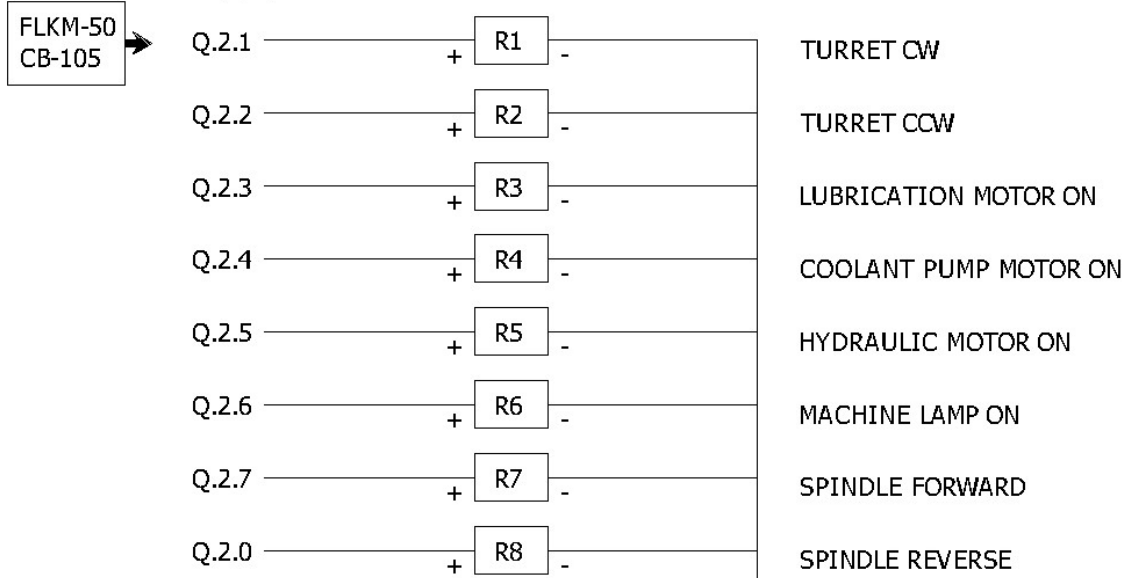 FLKM-50
CB-105
Q.2.1 + R1 - TURRET CW
Q.2.2 + R2 - TURRET CCW
Q.2.3 + R3 - LUBRICATION MOTOR ON
Q.2.4 + R4 - COOLANT PUMP MOTOR ON
Q.2.5 + R5 - HYDRAULIC MOTOR ON
Q.2.6 + R6 - MACHINE LAMP ON
Q.2.7 + R7 - SPINDLE FORWARD
Q.2.0 + R8 - SPINDLE REVERSE